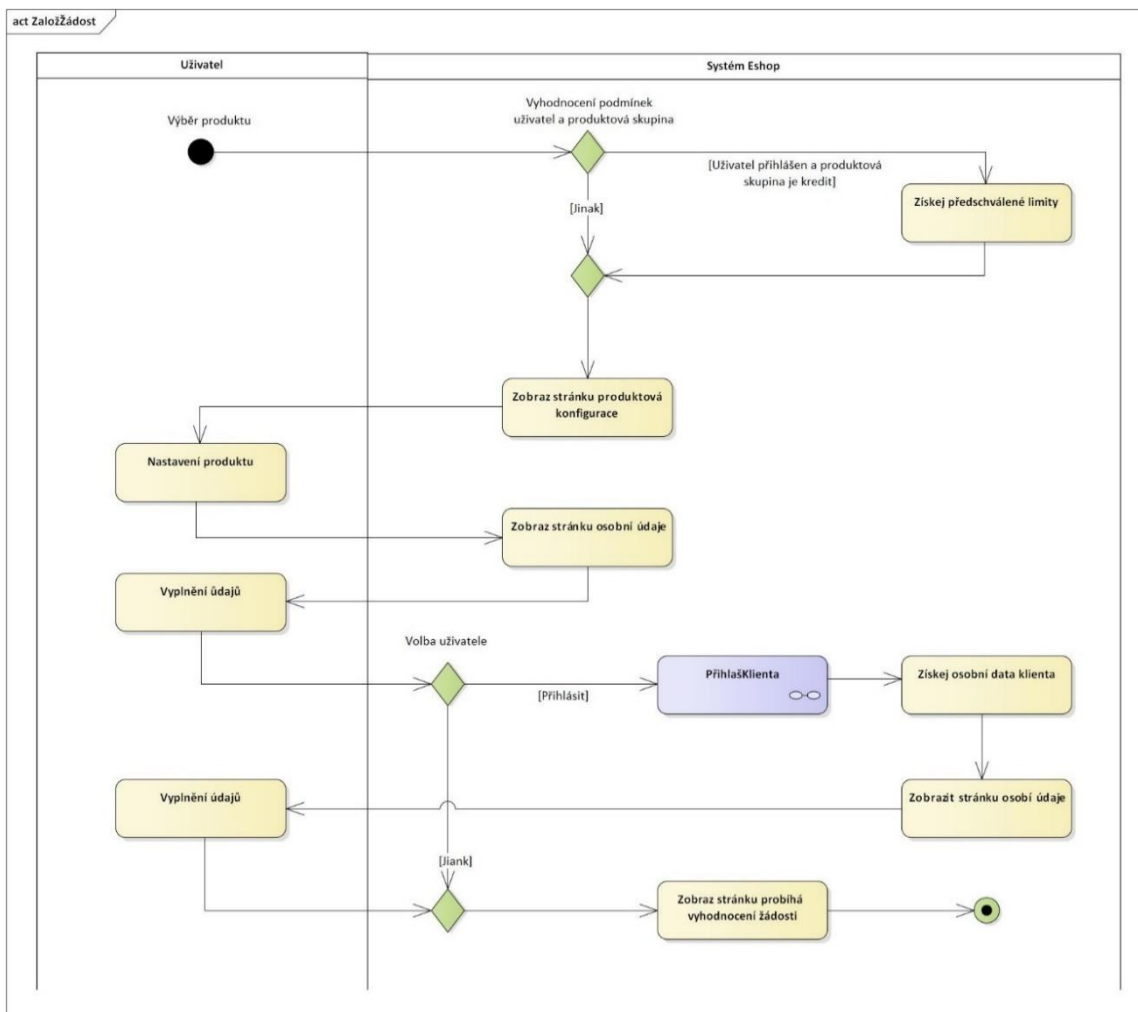 act ZaložŽádost
Uživatel
Systém Eshop
Výběr produktu
Vyhodnocení podmínek
uživatel a produktová skupina
[Uživatel přihlášen a produktová
skupina je kredit]
Získej předschválené limity
[Jinak]
Zobraz stránku produktová
konfigurace
Nastavení produktu
Zobraz stránku osobní údaje
Vyplnění ůdajů
Volba uživatele
[Přihlásit]
PřihlašKlienta
Získej osobní data klienta
Vyplnění údajů
Zobrazit stránku osobí údaje
[Jiank]
Zobraz stránku probíhá
vyhodnocení žádosti